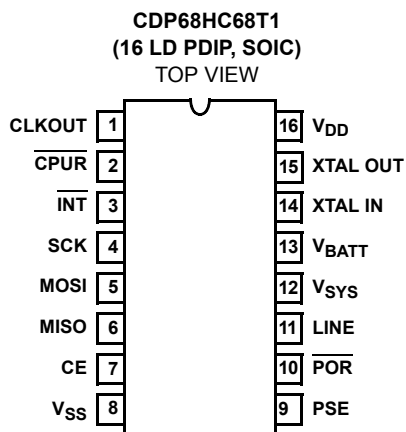 CDP68HC68T1
(16 LD PDIP, SOIC)
TOP VIEW
CLKOUT 1 16 VDD
CPUR 2 15 XTAL OUT
INT 3 14 XTAL IN
SCK 4 13 VBATT
MOSI 5 12 VSYS
MISO 6 11 LINE
CE 7 10 POR
VSS 8 9 PSE